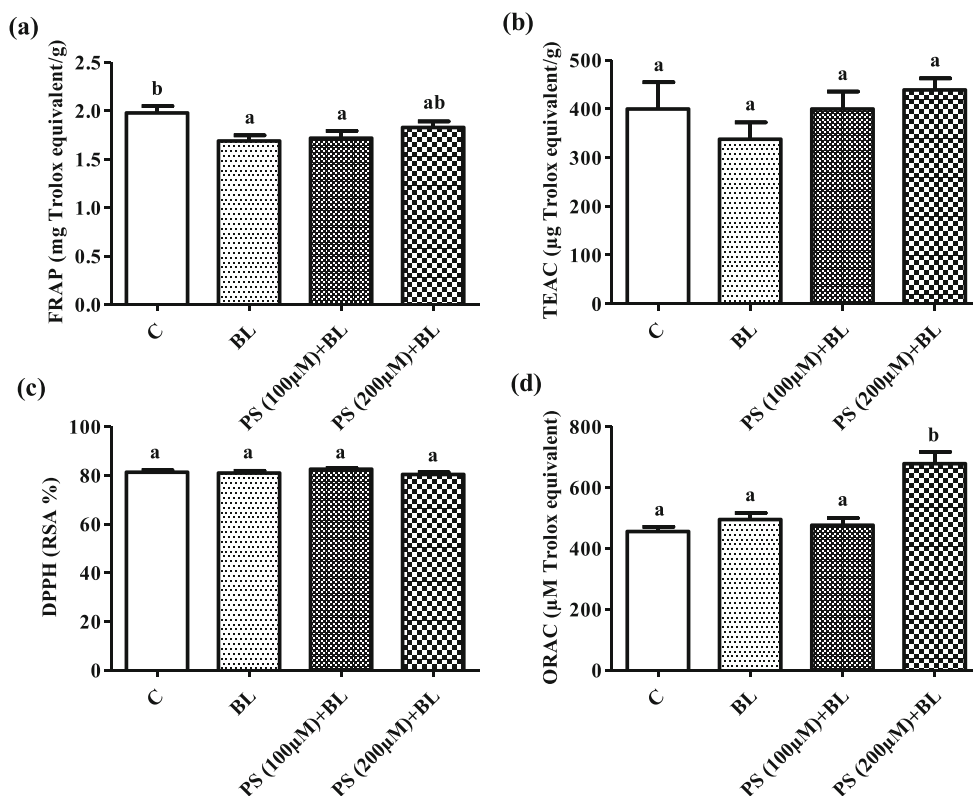 (a)
FRAP (mg Trolox equivalent/g)
2.5
2.0
1.5
1.0
0.5
0.0
b
a
a
ab
C
BL
PS (100μM)+BL
PS (200μM)+BL
(b)
TEAC (μg Trolox equivalent/g)
500
400
300
200
100
0
a
a
a
a
C
BL
PS (100μM)+BL
PS (200μM)+BL
(c)
DPPH (RSA %)
100
80
60
40
20
0
a
a
a
a
C
BL
PS (100μM)+BL
PS (200μM)+BL
(d)
ORAC (μM Trolox equivalent)
800
600
400
200
0
a
a
a
b
C
BL
PS (100μM)+BL
PS (200μM)+BL